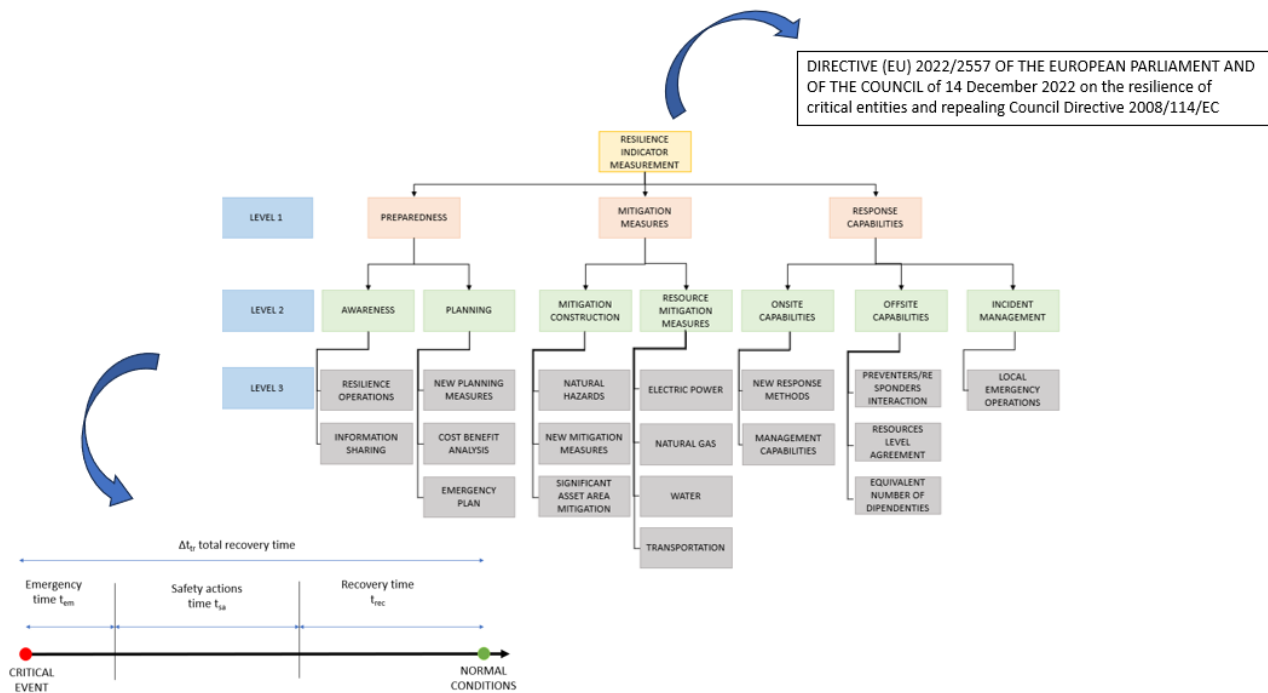 DIRECTIVE (EU) 2022/2557 OF THE EUROPEAN PARLIAMENT AND
OF THE COUNCIL of 14 December 2022 on the resilience of
critical entities and repealing Council Directive 2008/114/EC
RESILIENCE
INDICATOR
MEASUREMENT
LEVEL 1
PREPAREDNESS
MITIGATION
MEASURES
RESPONSE
CAPABILITIES
LEVEL 2
AWARENESS
PLANNING
MITIGATION
CONSTRUCTION
RESOURCE
MITIGATION
MEASURES
ONSITE
CAPABILITIES
OFFSITE
CAPABILITIES
INCIDENT
MANAGEMENT
LEVEL 3
RESILIENCE
OPERATIONS
NEW PLANNING
MEASURES
NATURAL
HAZARDS
ELECTRIC POWER
NEW RESPONSE
METHODS
PREVENTERS/RE
SPONDERS
INTERACTION
LOCAL
EMERGENCY
OPERATIONS
INFORMATION
SHARING
COST BENEFIT
ANALYSIS
NEW MITIGATION
MEASURES
NATURAL GAS
MANAGEMENT
CAPABILITIES
RESOURCES
LEVEL
AGREEMENT
EMERGENCY
PLAN
SIGNIFICANT
ASSET AREA
MITIGATION
WATER
EQUIVALENT
NUMBER OF
DIPENDENTIES
TRANSPORTATION
Δttr total recovery time
Emergency
time tem
Safety actions
time tsa
Recovery time
trec
CRITICAL
EVENT
NORMAL
CONDITIONS